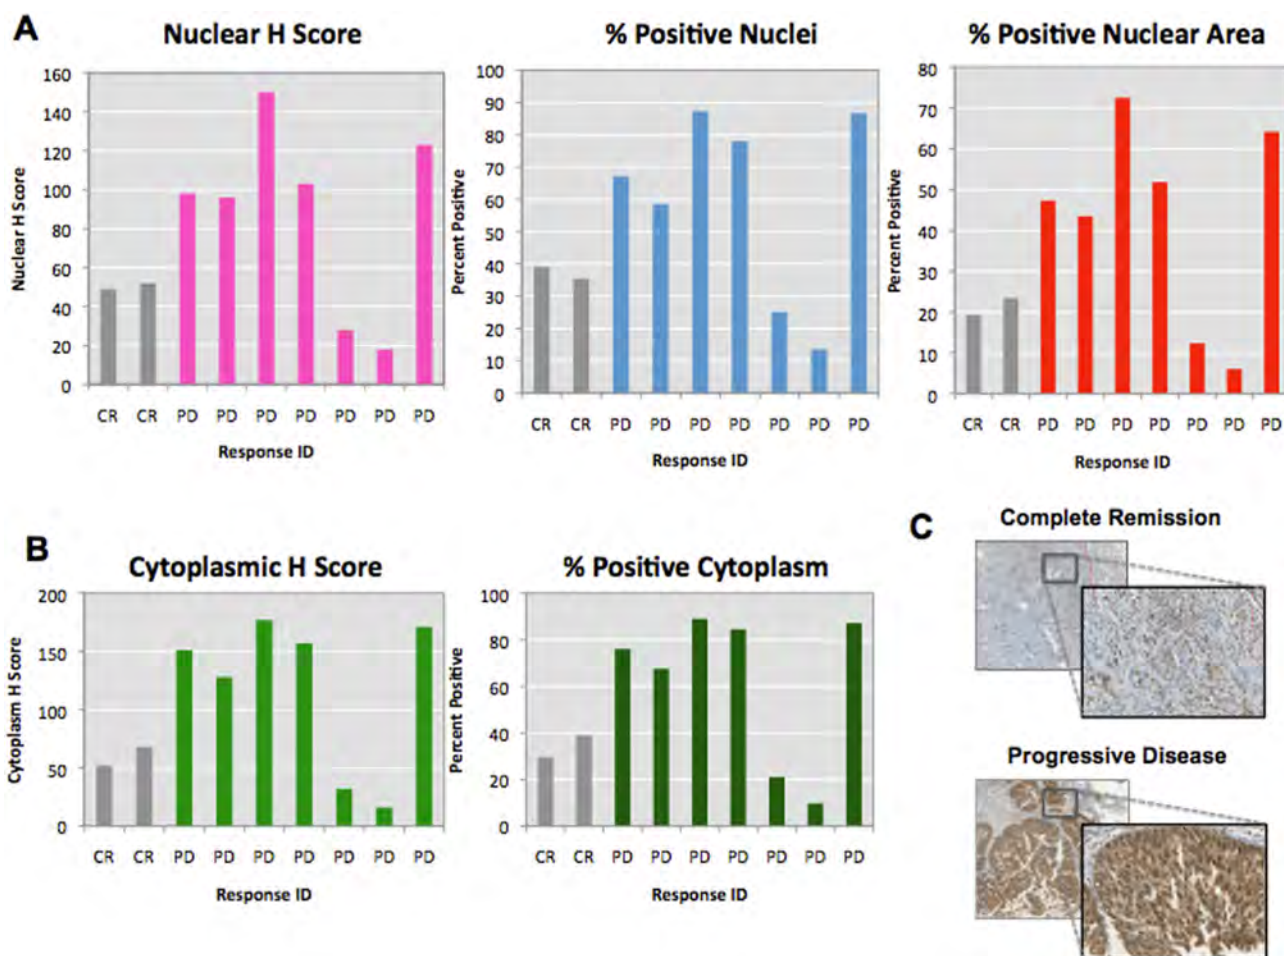 A
Nuclear H Score
% Positive Nuclei
% Positive Nuclear Area
Nuclear H Score
160
140
120
100
80
60
40
20
0
CR CR PD PD PD PD PD PD PD
Response ID
Percent Positive
100
90
80
70
60
50
40
30
20
10
0
CR CR PD PD PD PD PD PD PD
Response ID
Percent Positive
80
70
60
50
40
30
20
10
0
CR CR PD PD PD PD PD PD PD
Response ID
B
Cytoplasmic H Score
% Positive Cytoplasm
Cytoplasm H Score
200
150
100
50
0
CR CR PD PD PD PD PD PD PD
Response ID
Percent Positive
100
80
60
40
20
0
CR CR PD PD PD PD PD PD PD
Response ID
C
Complete Remission
Progressive Disease